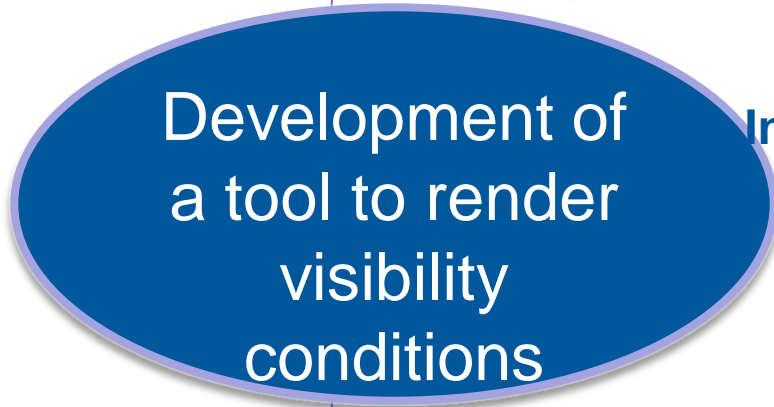 Development of
a tool to render
visibility
conditions